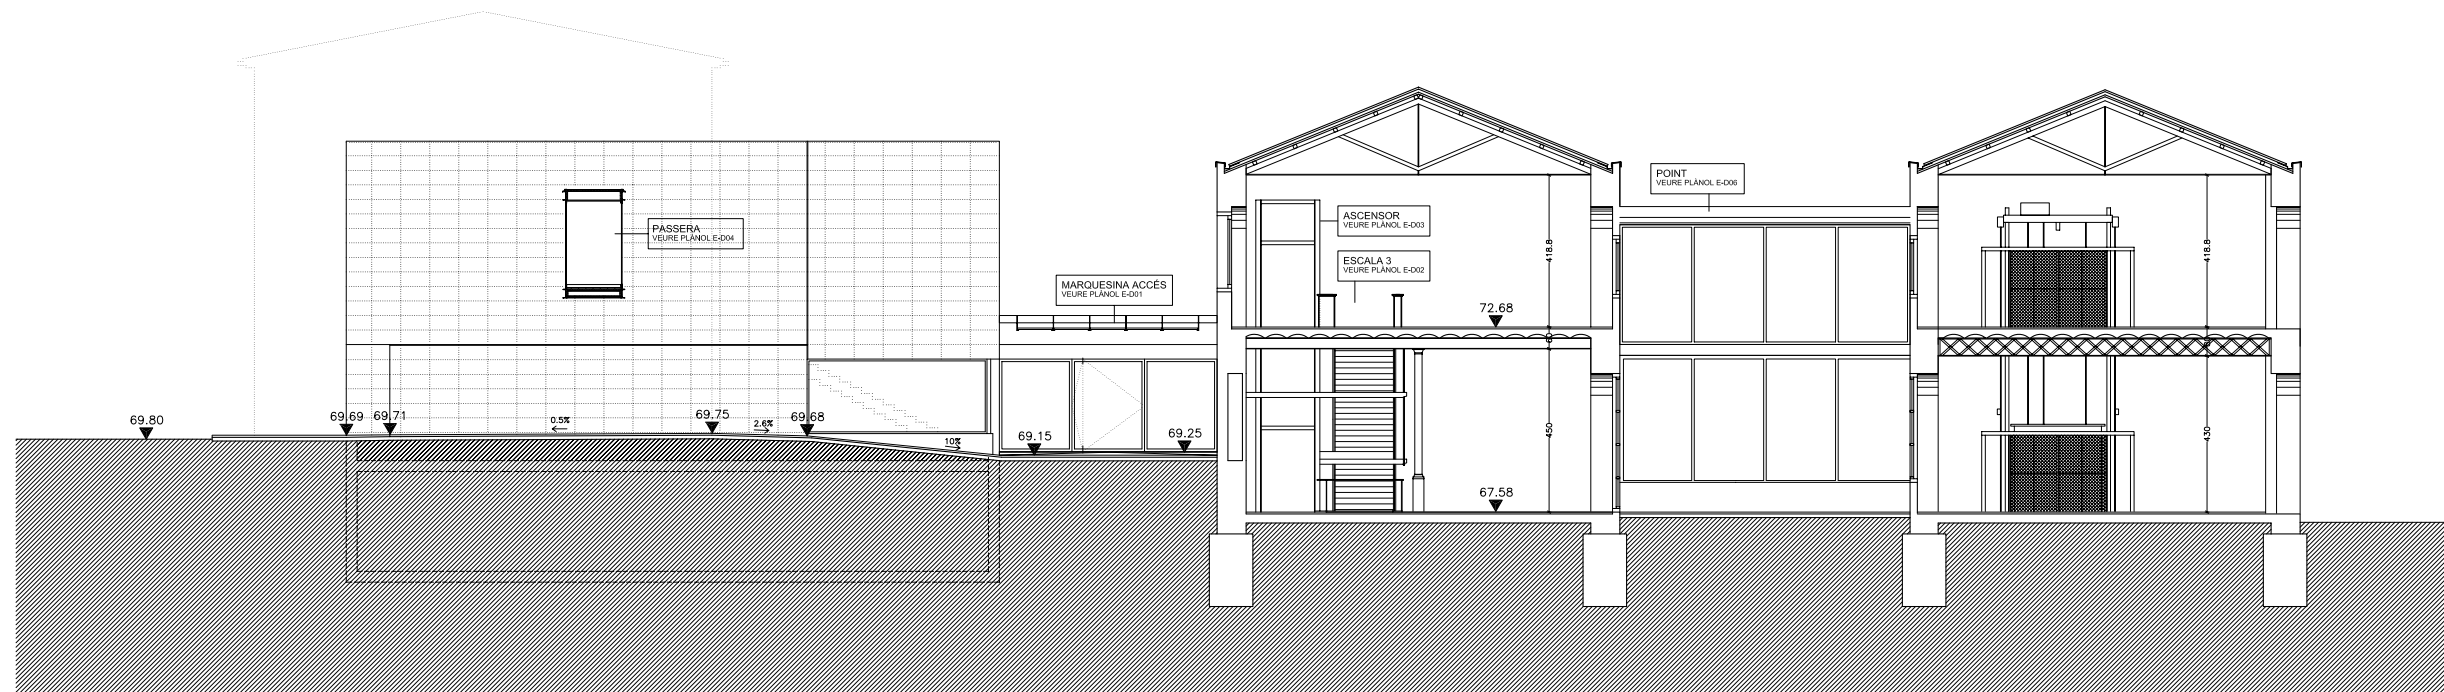 POINT
VEURE PLÀNOL E-D06
ASCENSOR
VEURE PLÀNOL E-D03
PASSERA
VEURE PLÀNOL E-D04
418.8
418.8
ESCALA 3
VEURE PLÀNOL E-D02
MARQUESINA ACCÉS
VEURE PLÀNOL E-D01
72.68
60
69.80
69.69
69.71
0.5%
69.75
2.6%
69.68
10%
69.15
69.25
450
430
67.58